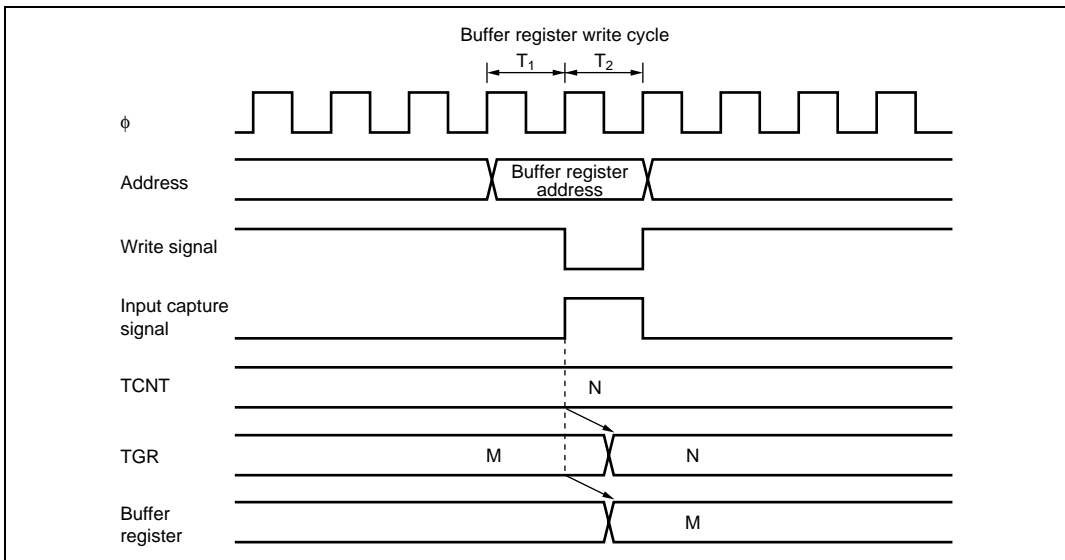 Buffer register write cycle
T1 T2
ϕ
Address
Buffer register
address
Write signal
Input capture
signal
TCNT
N
TGR
M N
Buffer
register
M